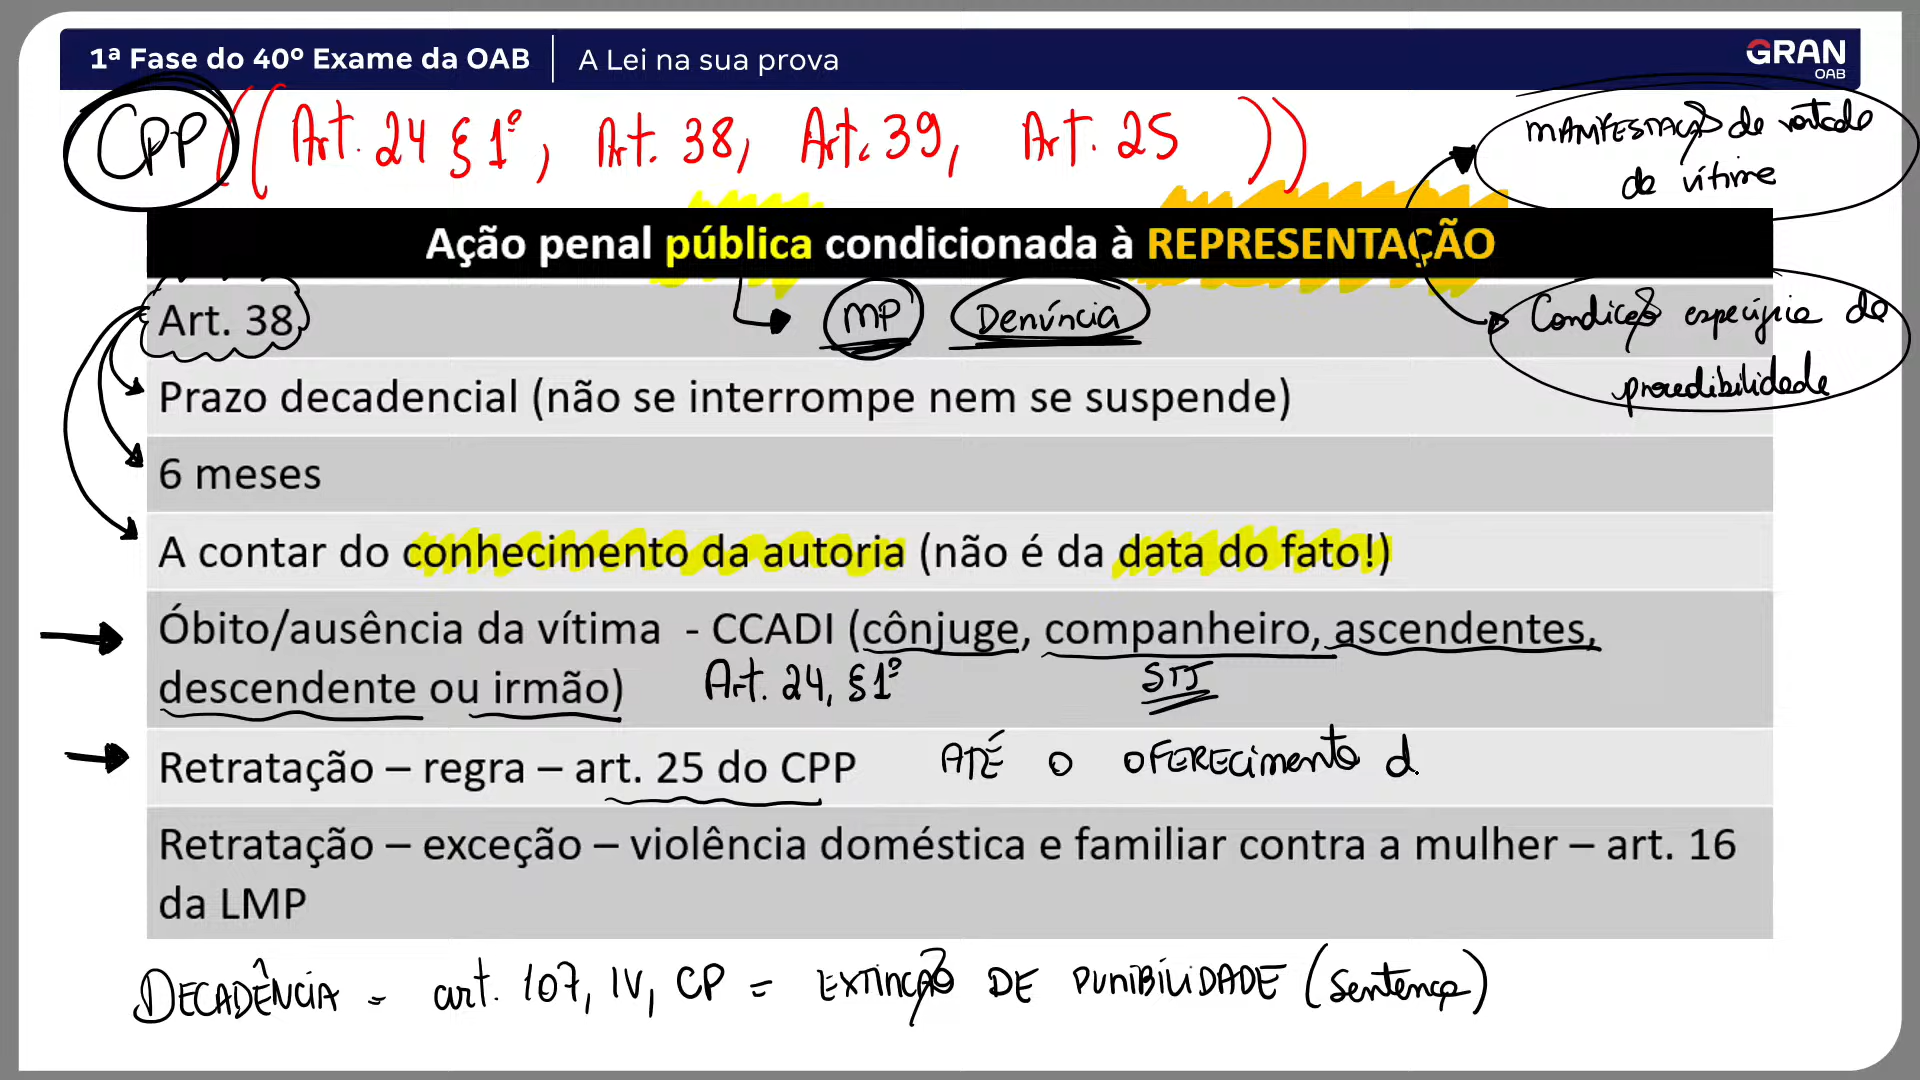 1ª Fase do 40º Exame da OAB | A Lei na sua prova
GRAN
OAB
CPP ((Art. 24 § 1º, Art. 38, Art. 39, Art. 25))
MANIFESTAÇÃO de vontade
da vítima
Ação penal pública condicionada à REPRESENTAÇÃO
Art. 38
MP Denúncia
Condição específica de
procedibilidade
Prazo decadencial (não se interrompe nem se suspende)
6 meses
A contar do conhecimento da autoria (não é da data do fato!)
Óbito/ausência da vítima - CCADI (cônjuge, companheiro, ascendentes,
descendente ou irmão) Art. 24, § 1º STJ
Retratação – regra – art. 25 do CPP ATÉ O OFERECimento d
Retratação – exceção – violência doméstica e familiar contra a mulher – art. 16
da LMP
DECADÊNCIA = art. 107, IV, CP = EXTINÇÃO DE PUNIBILIDADE (Sentença)